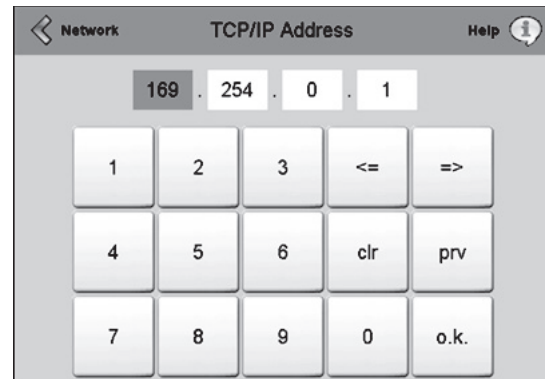 Network TCP/IP Address Help
169 . 254 . 0 . 1
1 2 3 <= =>
4 5 6 clr prv
7 8 9 0 o.k.